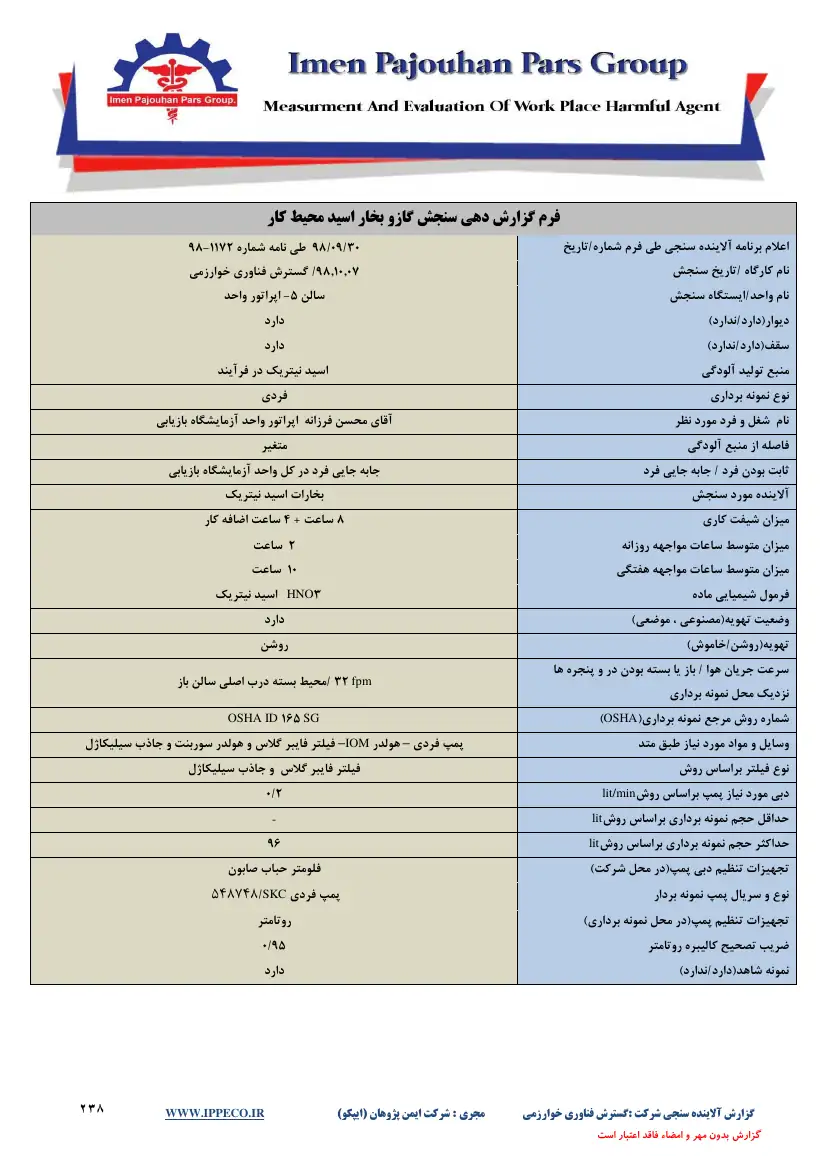 Imen Pajouhan Pars Group
Imen Pajouhan Pars Group.
Measurment And Evaluation Of Work Place Harmful Agent
فرم گزارش دهی سنجش گازو بخار اسید محیط کار
اعلام برنامه آلاینده سنجی طی فرم شماره/تاریخ ۹۸/۰۹/۳۰ طی نامه شماره ۱۱۷۲-۹۸
نام کارگاه /تاریخ سنجش ۹۸,۱۰,۰۷/ گسترش فناوری خوارزمی
نام واحد/ایستگاه سنجش سالن ۵- اپراتور واحد
دیوار(دارد/ندارد) دارد
سقف(دارد/ندارد) دارد
منبع تولید آلودگی اسید نیتریک در فرآیند
نوع نمونه برداری فردی
نام شغل و فرد مورد نظر آقای محسن فرزانه اپراتور واحد آزمایشگاه بازیابی
فاصله از منبع آلودگی متغیر
ثابت بودن فرد / جابه جایی فرد جابه جایی فرد در کل واحد آزمایشگاه بازیابی
آلاینده مورد سنجش بخارات اسید نیتریک
میزان شیفت کاری ۸ ساعت + ۴ ساعت اضافه کار
میزان متوسط ساعات مواجهه روزانه ۲ ساعت
میزان متوسط ساعات مواجهه هفتگی ۱۰ ساعت
فرمول شیمیایی ماده HNO۳ اسید نیتریک
وضعیت تهویه(مصنوعی ، موضعی) دارد
تهویه(روشن/خاموش) روشن
سرعت جریان هوا / باز یا بسته بودن در و پنجره ها
نزدیک محل نمونه برداری ۳۲ fpm /محیط بسته درب اصلی سالن باز
شماره روش مرجع نمونه برداری(OSHA) OSHA ID ۱۶۵ SG
وسایل و مواد مورد نیاز طبق متد پمپ فردی – هولدر IOM– فیلتر فایبر گلاس و هولدر سوربنت و جاذب سیلیکاژل
نوع فیلتر براساس روش فیلتر فایبر گلاس و جاذب سیلیکاژل
دبی مورد نیاز پمپ براساس روشlit/min ۰/۲
حداقل حجم نمونه برداری براساس روشlit -
حداکثر حجم نمونه برداری براساس روشlit ۹۶
تجهیزات تنظیم دبی پمپ(در محل شرکت) فلومتر حباب صابون
نوع و سریال پمپ نمونه بردار پمپ فردی SKC/۵۴۸۷۴۸
تجهیزات تنظیم پمپ(در محل نمونه برداری) روتامتر
ضریب تصحیح کالیبره روتامتر ۰/۹۵
نمونه شاهد(دارد/ندارد) دارد
گزارش آلاینده سنجی شرکت :گسترش فناوری خوارزمی مجری : شرکت ایمن پژوهان (ایپکو) WWW.IPPECO.IR ۲۳۸
گزارش بدون مهر و امضاء فاقد اعتبار است